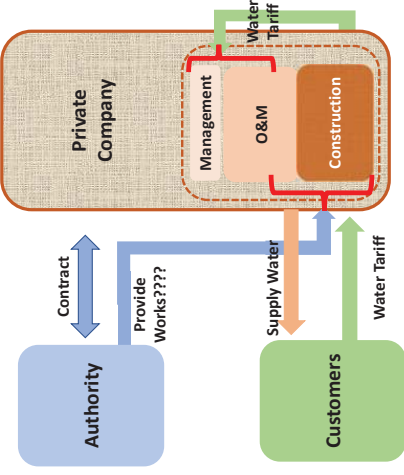 Authority
Contract
Provide
Works????
Private
Company
Management
O&M
Construction
Water
Tariff
Supply Water
Customers
Water Tariff